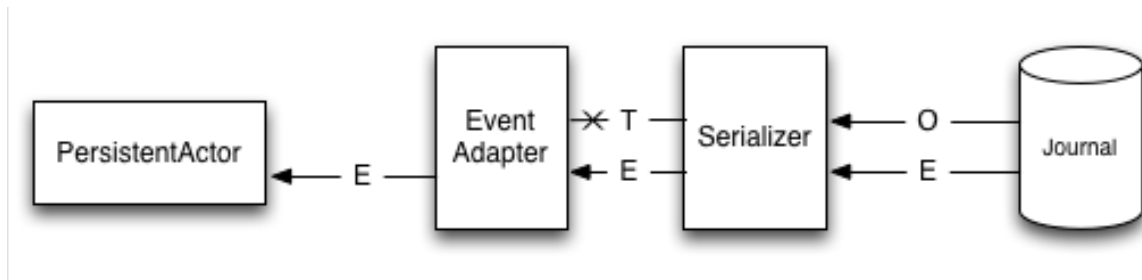 PersistentActor
E
Event
Adapter
T
E
Serializer
O
E
Journal